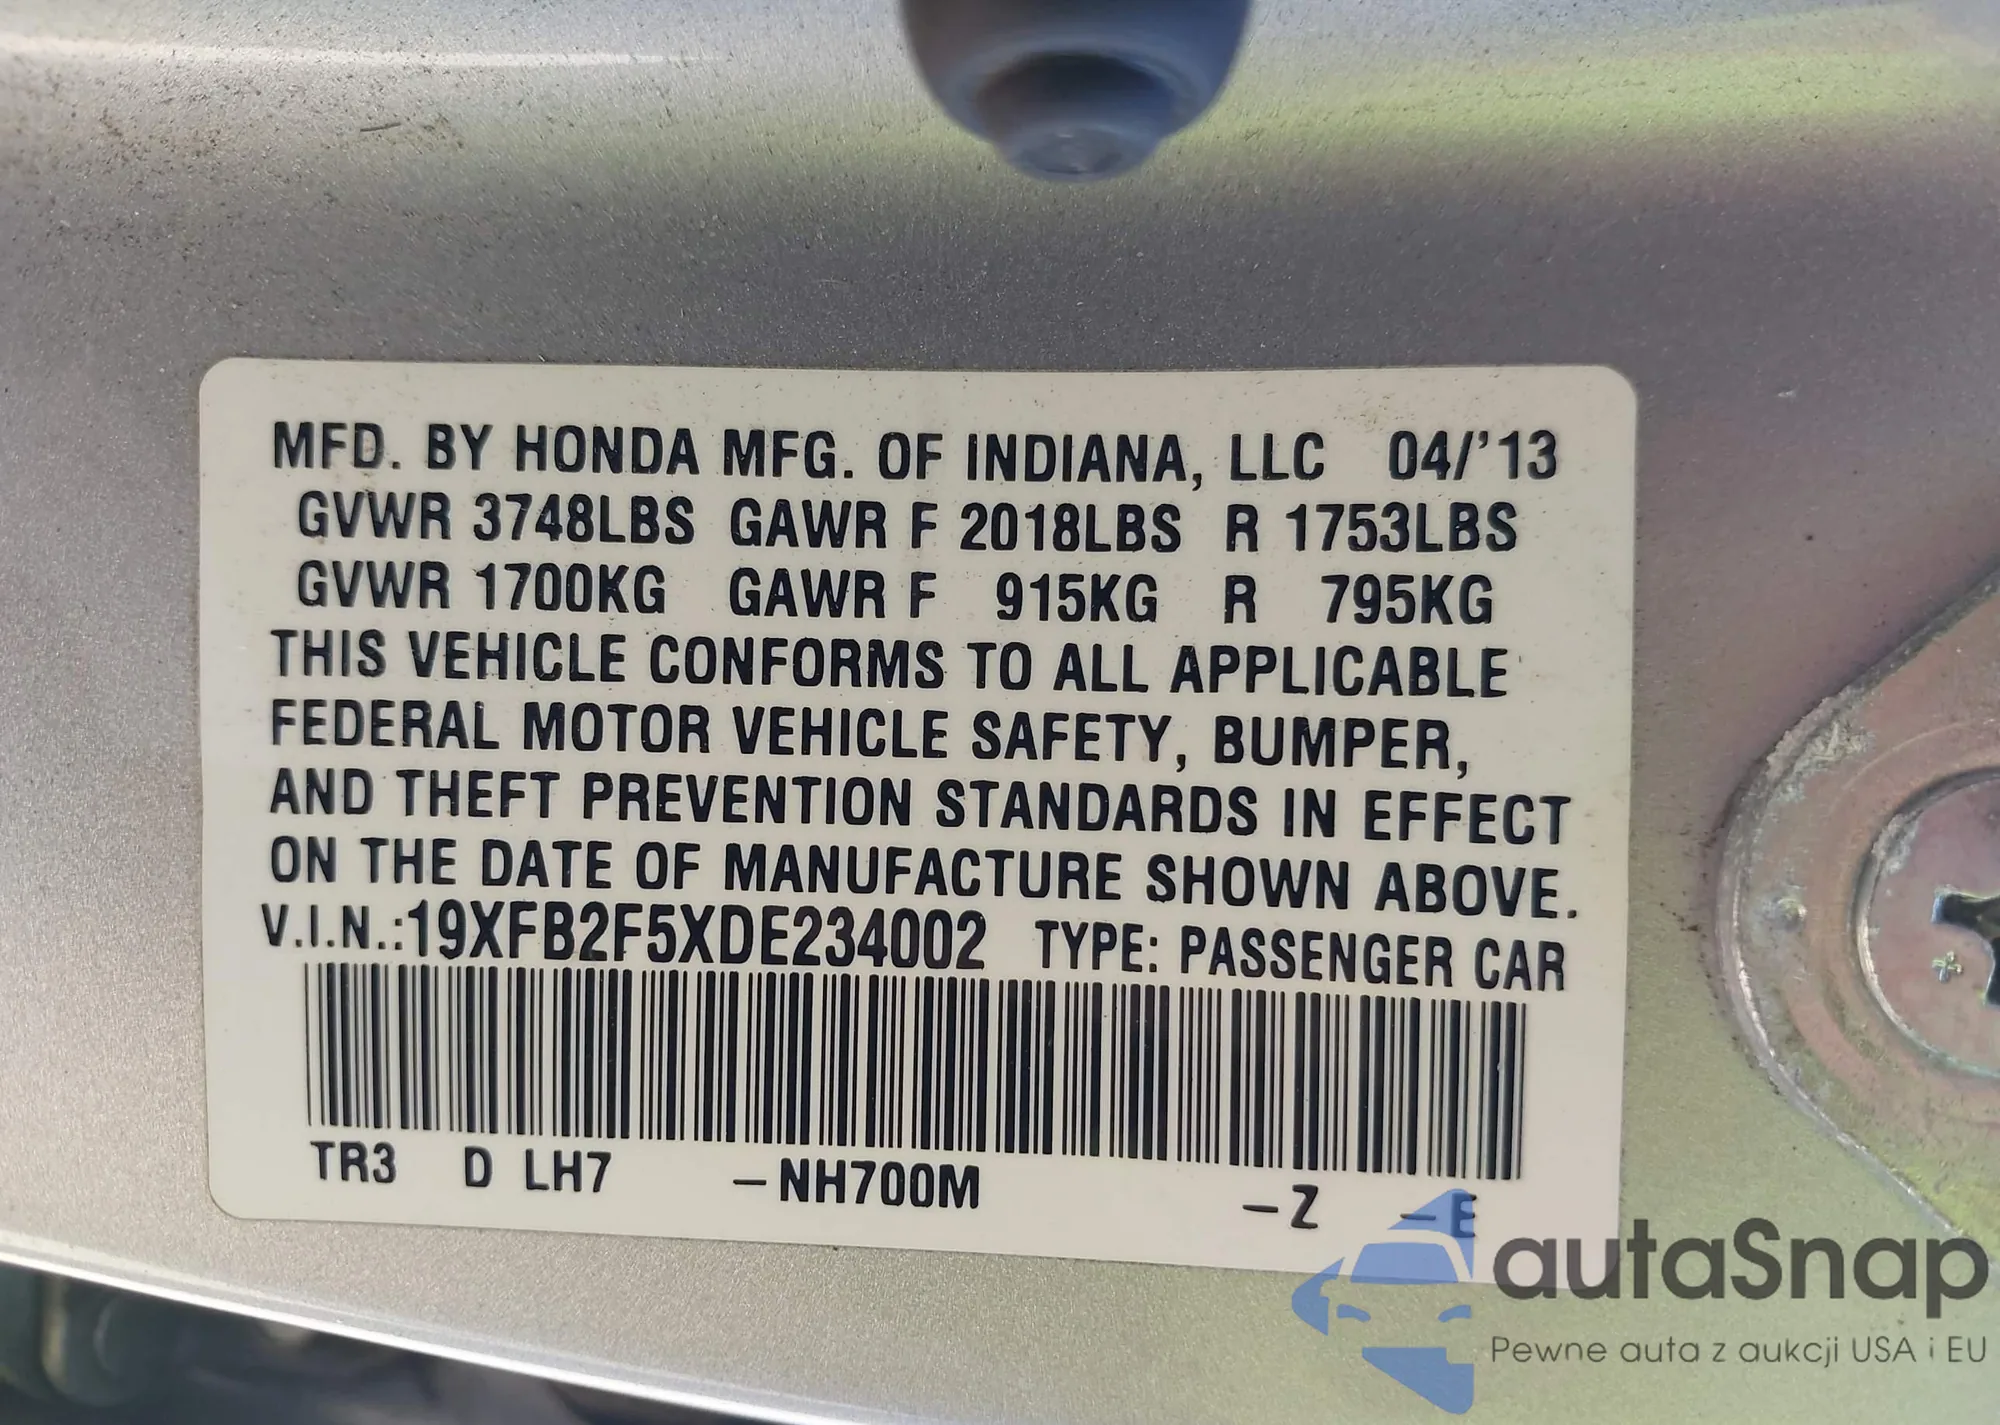 MFD. BY HONDA MFG. OF INDIANA, LLC 04/'13
GVWR 3748LBS GAWR F 2018LBS R 1753LBS
GVWR 1700KG GAWR F 915KG R 795KG
THIS VEHICLE CONFORMS TO ALL APPLICABLE
FEDERAL MOTOR VEHICLE SAFETY, BUMPER,
AND THEFT PREVENTION STANDARDS IN EFFECT
ON THE DATE OF MANUFACTURE SHOWN ABOVE.
V.I.N.:19XFB2F5XDE234002 TYPE: PASSENGER CAR
TR3 D LH7 –NH700M –Z –E
autaSnap
Pewne auta z aukcji USA i EU